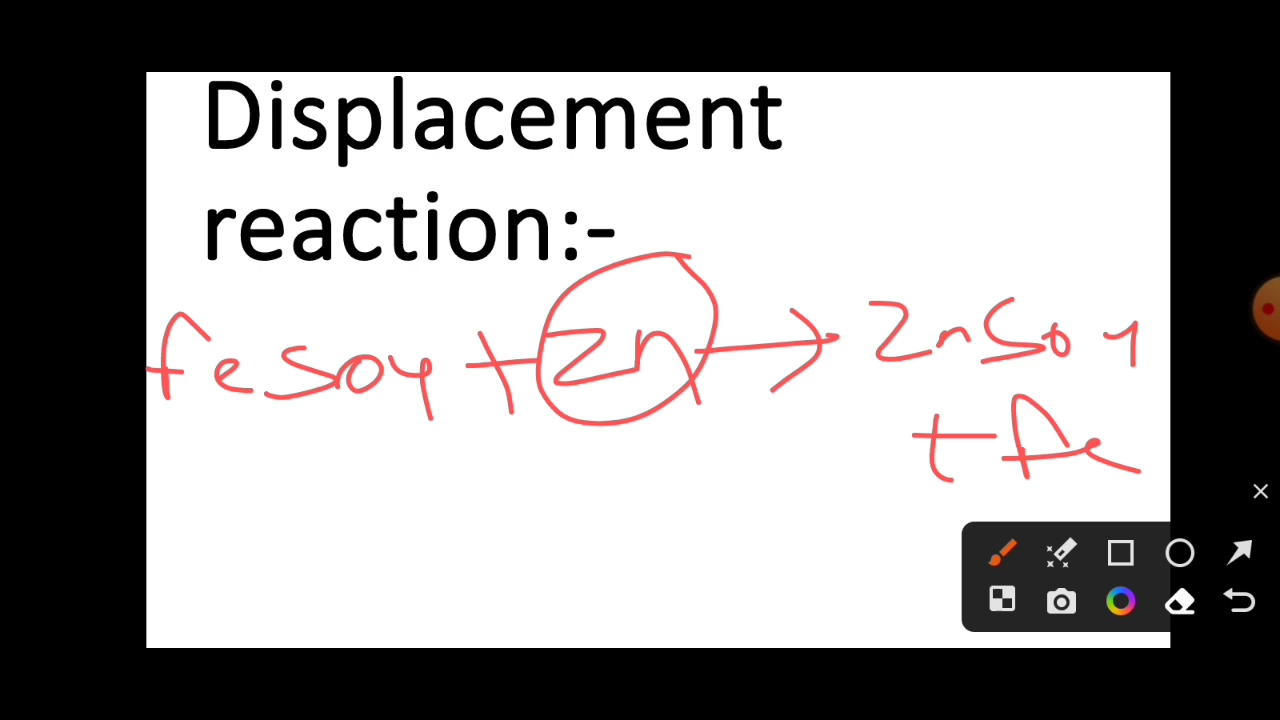 Displacement
reaction:-
feso4 + Zn → ZnSo4
+ fe